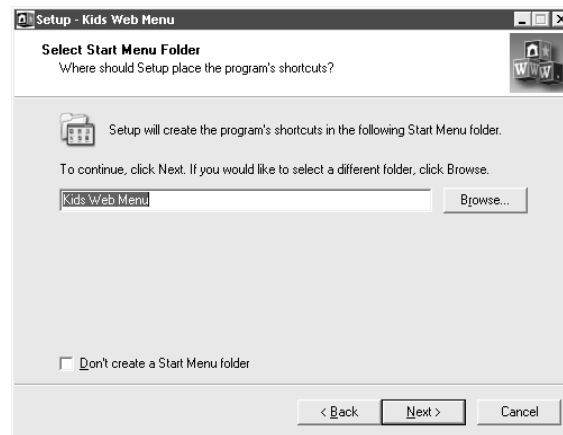 Setup - Kids Web Menu
Select Start Menu Folder
Where should Setup place the program's shortcuts?
WWW.
Setup will create the program's shortcuts in the following Start Menu folder.
To continue, click Next. If you would like to select a different folder, click Browse.
Kids Web Menu
Browse...
Don't create a Start Menu folder
< Back
Next >
Cancel